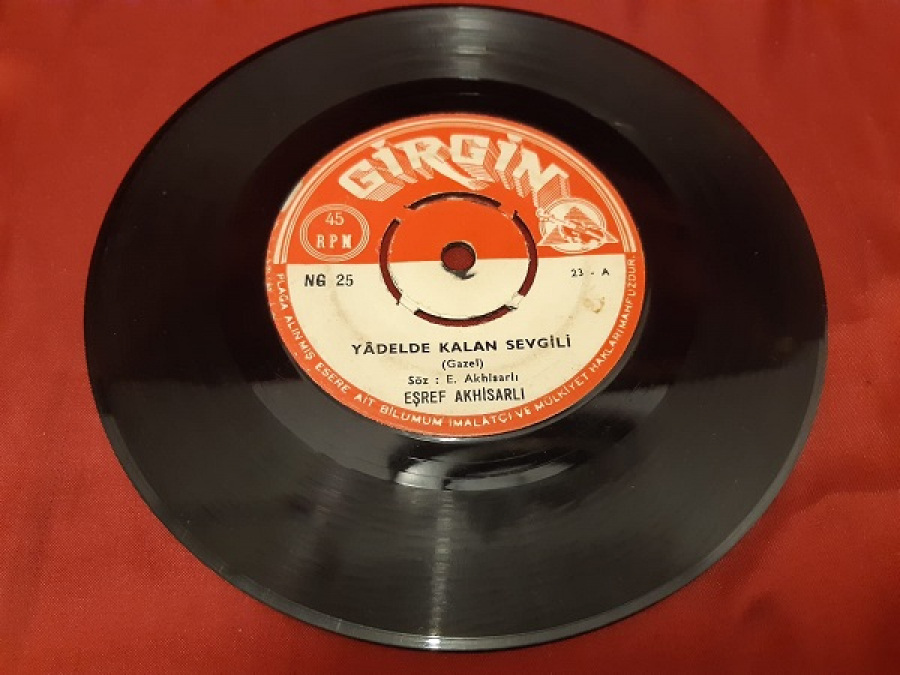 GİRGİN
45
RPM
NG 25
23 - A
YÂDELDE KALAN SEVGİLİ
(Gazel)
Söz : E. Akhisarlı
EŞREF AKHİSARLI
PLAĞA ALINMIŞ ESERE AİT BİLUMUM İMALATÇI VE MÜLKİYET HAKLARI MAHFUZDUR.